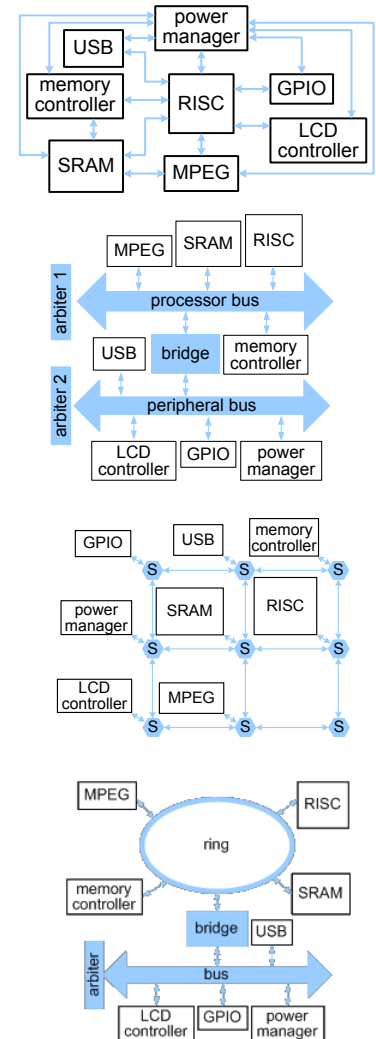 power
manager
USB
memory
controller
RISC
GPIO
LCD
controller
SRAM
MPEG
MPEG
SRAM
RISC
arbiter 1
processor bus
USB
bridge
memory
controller
arbiter 2
peripheral bus
LCD
controller
GPIO
power
manager
GPIO
USB
memory
controller
S
S
S
power
manager
SRAM
RISC
S
S
S
LCD
controller
MPEG
S
S
S
MPEG
RISC
ring
memory
controller
SRAM
bridge
USB
arbiter
bus
LCD
controller
GPIO
power
manager